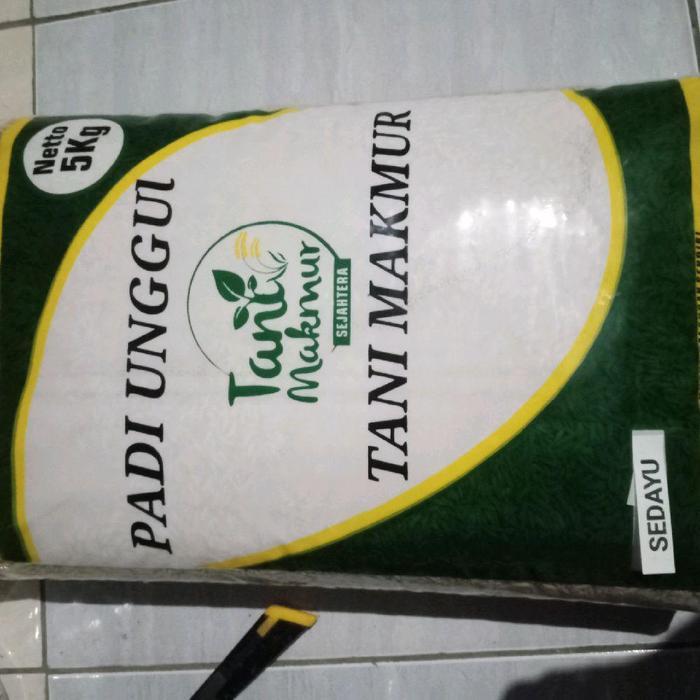 Netto
5Kg
PADI UNGGUL
Tani
Makmur
SEJAHTERA
TANI MAKMUR
SEDAYU